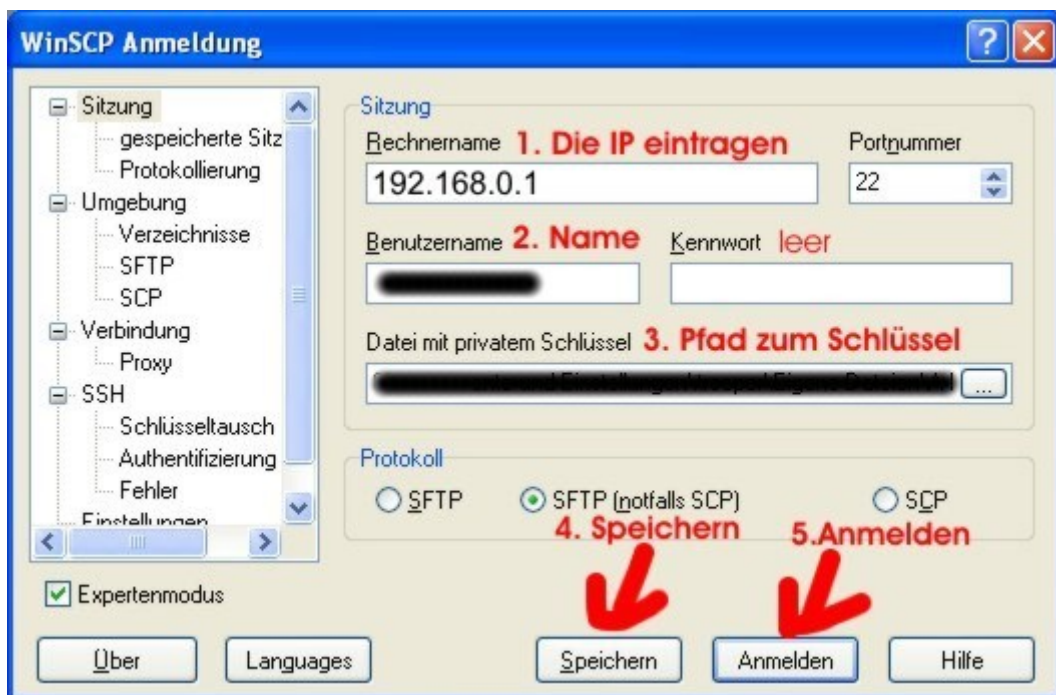 WinSCP Anmeldung
Sitzung
gespeicherte Sitz
Protokollierung
Umgebung
Verzeichnisse
SFTP
SCP
Verbindung
Proxy
SSH
Schlüsseltausch
Authentifizierung
Fehler
Einstellungen
Expertenmodus
Sitzung
Rechnername 1. Die IP eintragen Portnummer
192.168.0.1 22
Benutzername 2. Name Kennwort leer
Datei mit privatem Schlüssel 3. Pfad zum Schlüssel
...
Protokoll
SFTP SFTP (notfalls SCP) SCP
4. Speichern 5.Anmelden
Über Languages Speichern Anmelden Hilfe